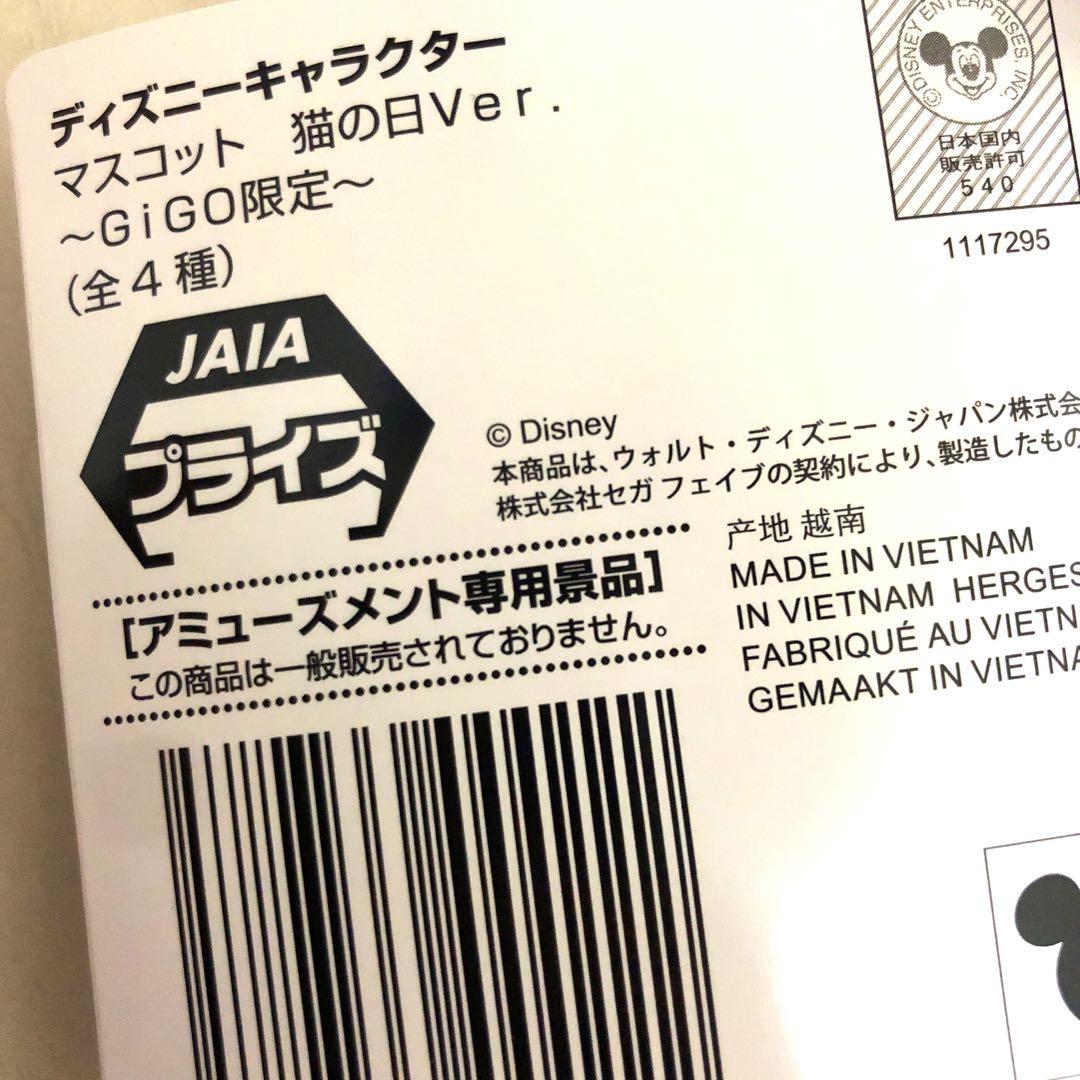 ディズニーキャラクター
マスコット 猫の日Ver.
~GiGO限定~
(全4種)
JAIA
プライズ
© DISNEY ENTERPRISES, INC.
日本国内
販売許可
540
1117295
© Disney
本商品は、ウォルト・ディズニー・ジャパン株式会
株式会社セガ フェイブの契約により、製造したもの
[アミューズメント専用景品]
この商品は一般販売されておりません。
产地 越南
MADE IN VIETNAM
IN VIETNAM HERGES
FABRIQUÉ AU VIETN
GEMAAKT IN VIETNA